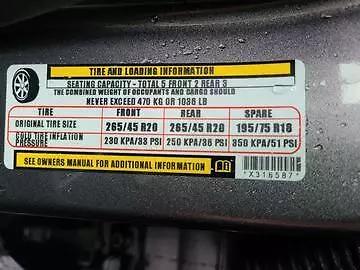 TIRE AND LOADING INFORMATION
SEATING CAPACITY - TOTAL 5 FRONT 2 REAR 3
THE COMBINED WEIGHT OF OCCUPANTS AND CARGO SHOULD
NEVER EXCEED 470 KG OR 1036 LB
TIRE FRONT REAR SPARE
ORIGINAL TIRE SIZE 265/45 R20 265/45 R20 195/75 R18
COLD TIRE INFLATION PRESSURE 230 KPA/33 PSI 250 KPA/36 PSI 350 KPA/51 PSI
SEE OWNERS MANUAL FOR ADDITIONAL INFORMATION
*X316587*